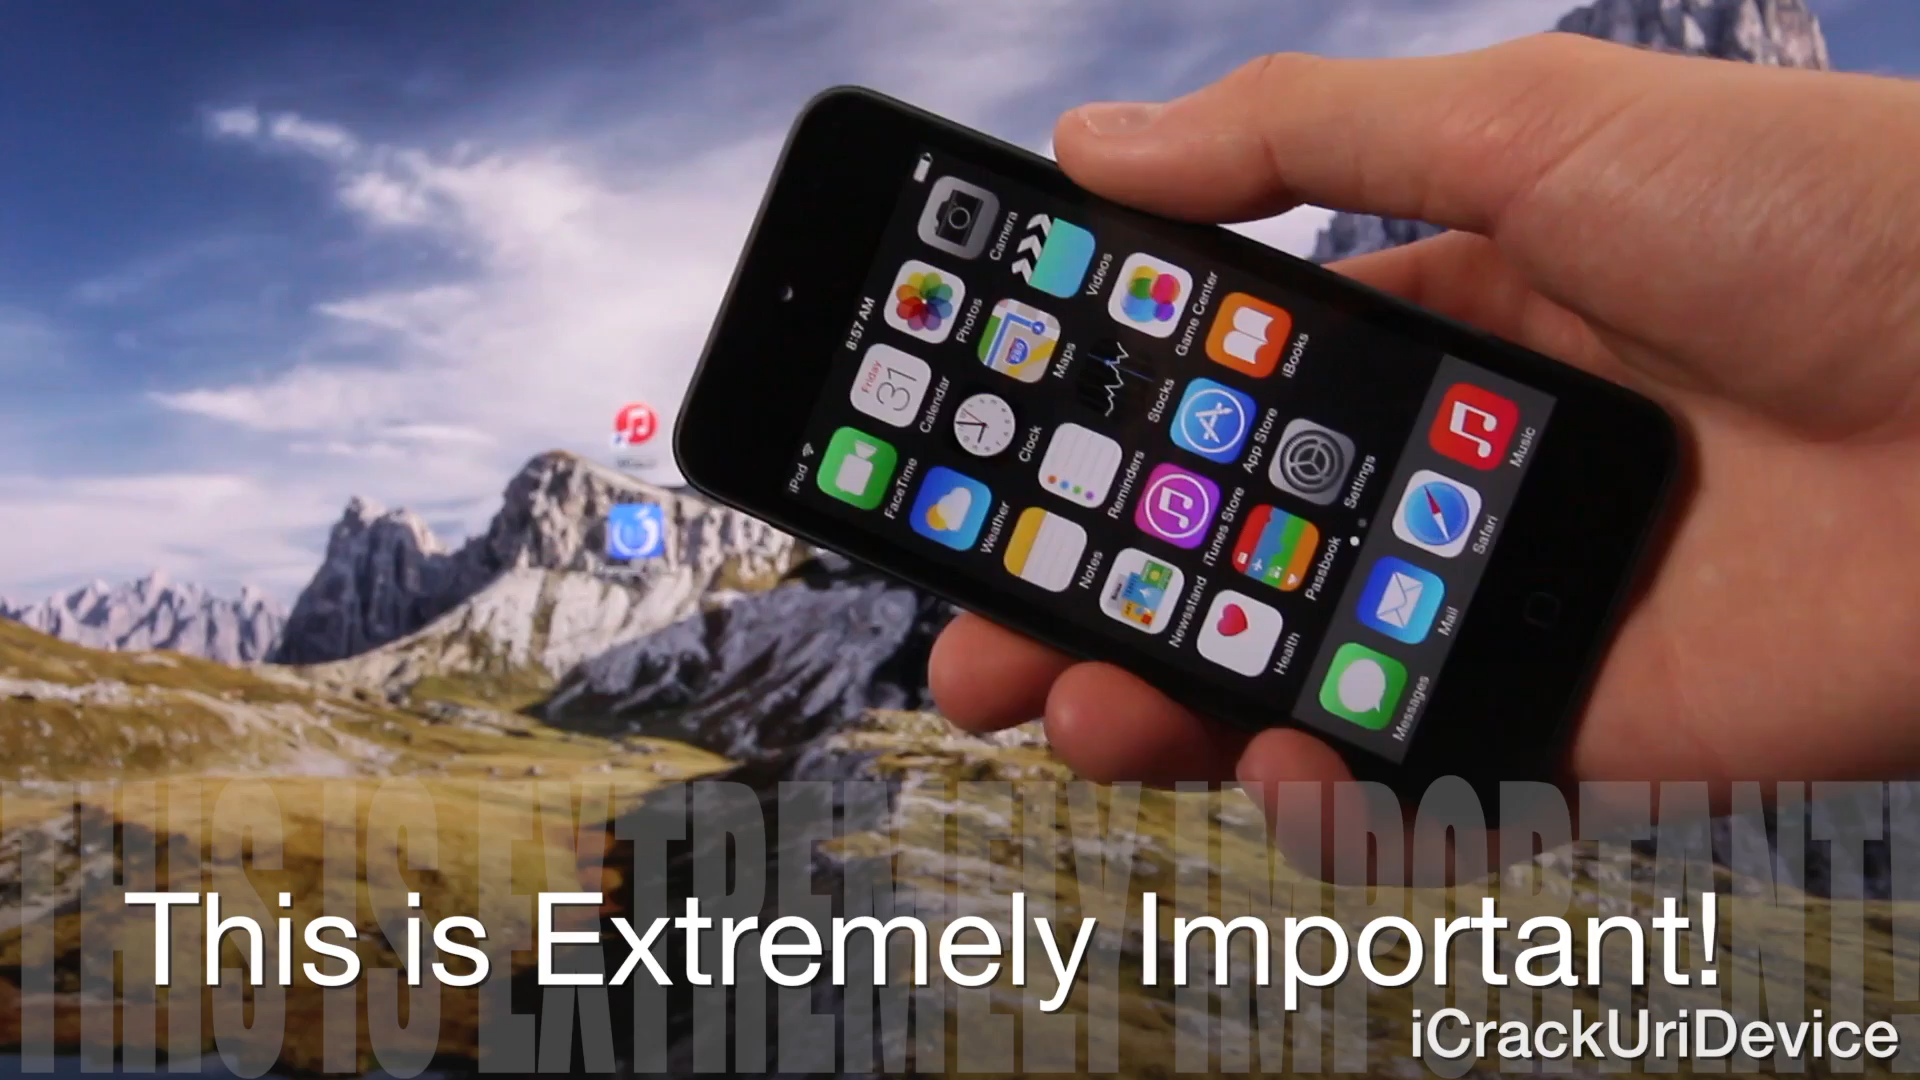 iPod 8:57 AM
FaceTime Calendar Photos Camera
Friday
31
Weather Clock Maps Videos
280
Notes Reminders Stocks Game Center
Newsstand iTunes Store App Store iBooks
Health Passbook Settings
Messages Mail Safari Music
THIS IS EXTREMELY IMPORTANT!
This is Extremely Important!
iCrackUriDevice